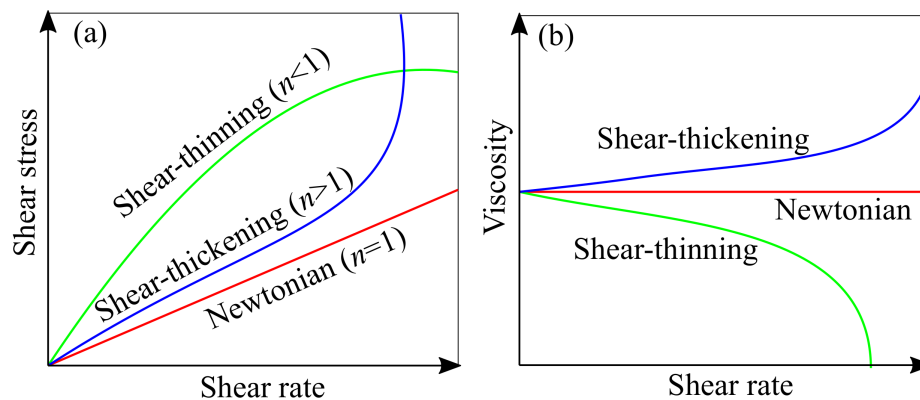 (a)
Shear stress
Shear-thinning (n<1)
Shear-thickening (n>1)
Newtonian (n=1)
Shear rate
(b)
Viscosity
Shear-thickening
Newtonian
Shear-thinning
Shear rate